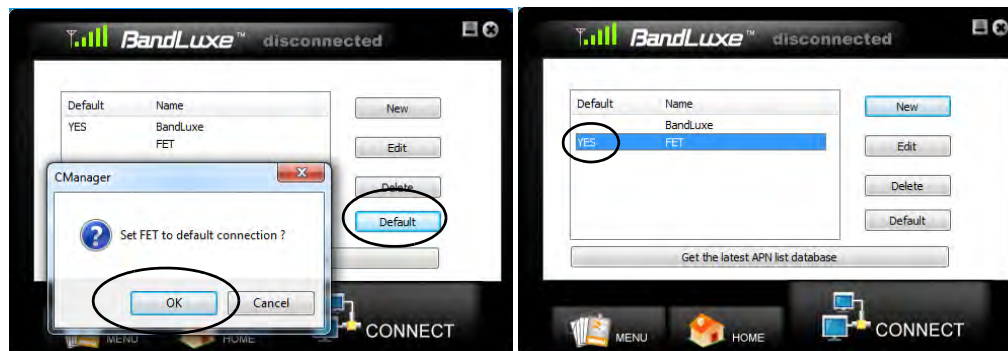 BandLuxe™ disconnected
Default Name
YES BandLuxe
FET
New
Edit
Delete
Default
CManager
Set FET to default connection ?
OK Cancel
MENU HOME CONNECT
BandLuxe™ disconnected
Default Name
BandLuxe
YES FET
New
Edit
Delete
Default
Get the latest APN list database
MENU HOME CONNECT